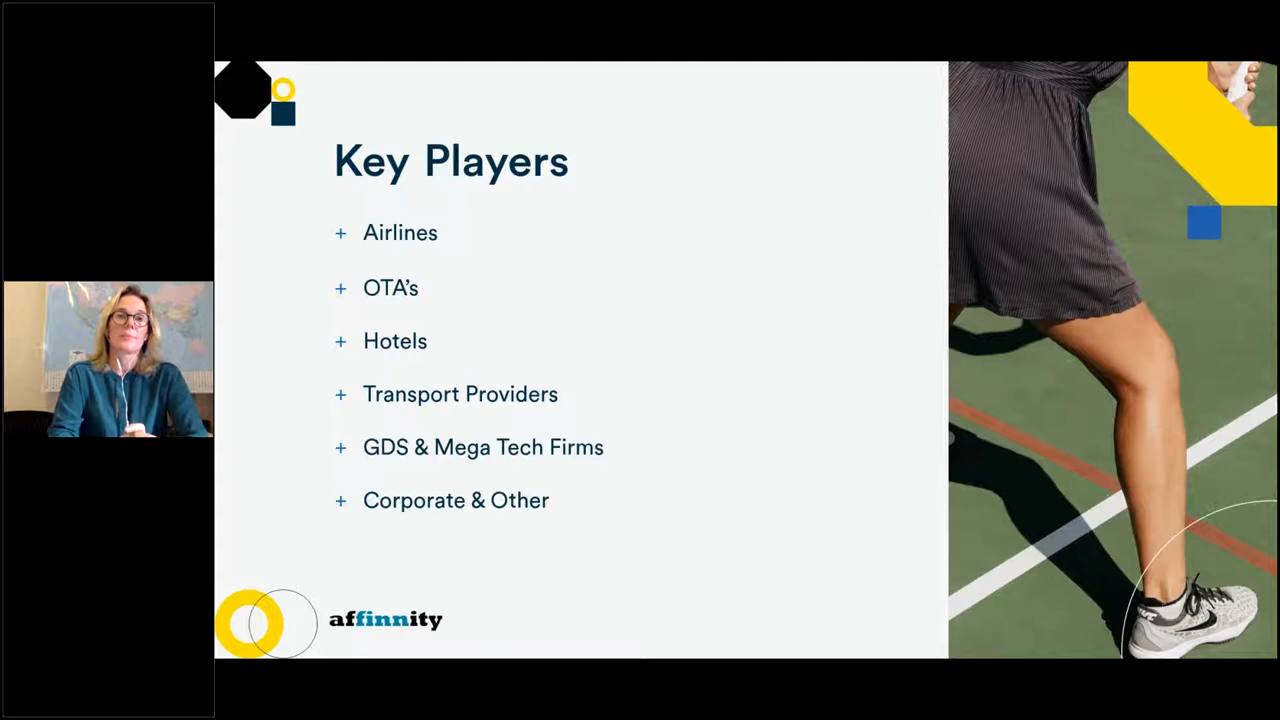 Key Players
+ Airlines
+ OTA's
+ Hotels
+ Transport Providers
+ GDS & Mega Tech Firms
+ Corporate & Other
affinnity